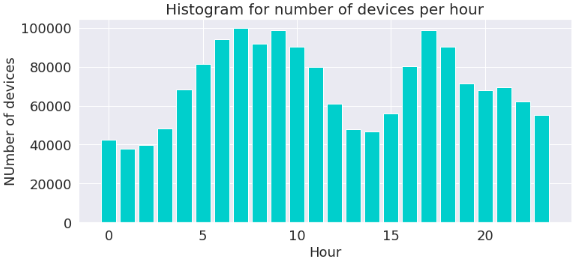 Histogram for number of devices per hour
100000
80000
60000
40000
20000
0
NUmber of devices
0 5 10 15 20
Hour